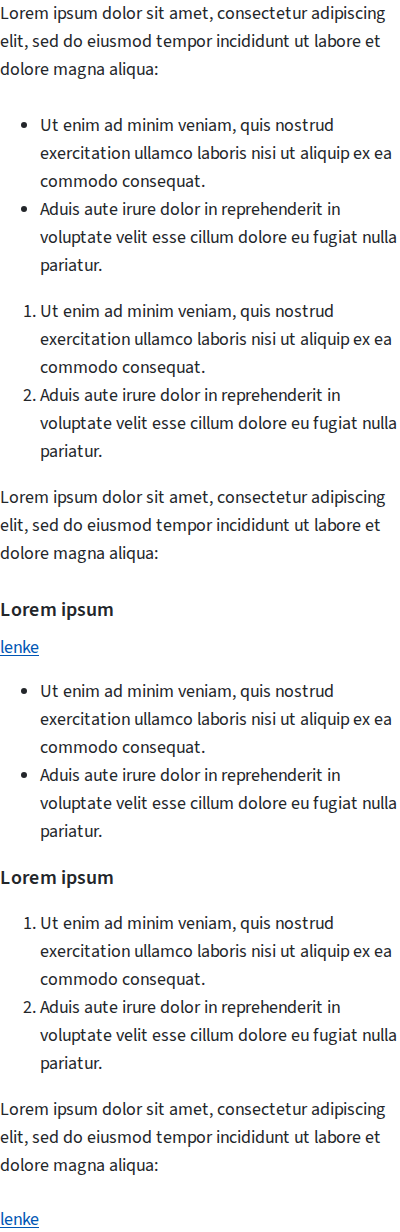 Lorem ipsum dolor sit amet, consectetur adipiscing
elit, sed do eiusmod tempor incididunt ut labore et
dolore magna aliqua:
• Ut enim ad minim veniam, quis nostrud
exercitation ullamco laboris nisi ut aliquip ex ea
commodo consequat.
• Aduis aute irure dolor in reprehenderit in
voluptate velit esse cillum dolore eu fugiat nulla
pariatur.
1. Ut enim ad minim veniam, quis nostrud
exercitation ullamco laboris nisi ut aliquip ex ea
commodo consequat.
2. Aduis aute irure dolor in reprehenderit in
voluptate velit esse cillum dolore eu fugiat nulla
pariatur.
Lorem ipsum dolor sit amet, consectetur adipiscing
elit, sed do eiusmod tempor incididunt ut labore et
dolore magna aliqua:
Lorem ipsum
lenke
• Ut enim ad minim veniam, quis nostrud
exercitation ullamco laboris nisi ut aliquip ex ea
commodo consequat.
• Aduis aute irure dolor in reprehenderit in
voluptate velit esse cillum dolore eu fugiat nulla
pariatur.
Lorem ipsum
1. Ut enim ad minim veniam, quis nostrud
exercitation ullamco laboris nisi ut aliquip ex ea
commodo consequat.
2. Aduis aute irure dolor in reprehenderit in
voluptate velit esse cillum dolore eu fugiat nulla
pariatur.
Lorem ipsum dolor sit amet, consectetur adipiscing
elit, sed do eiusmod tempor incididunt ut labore et
dolore magna aliqua:
lenke